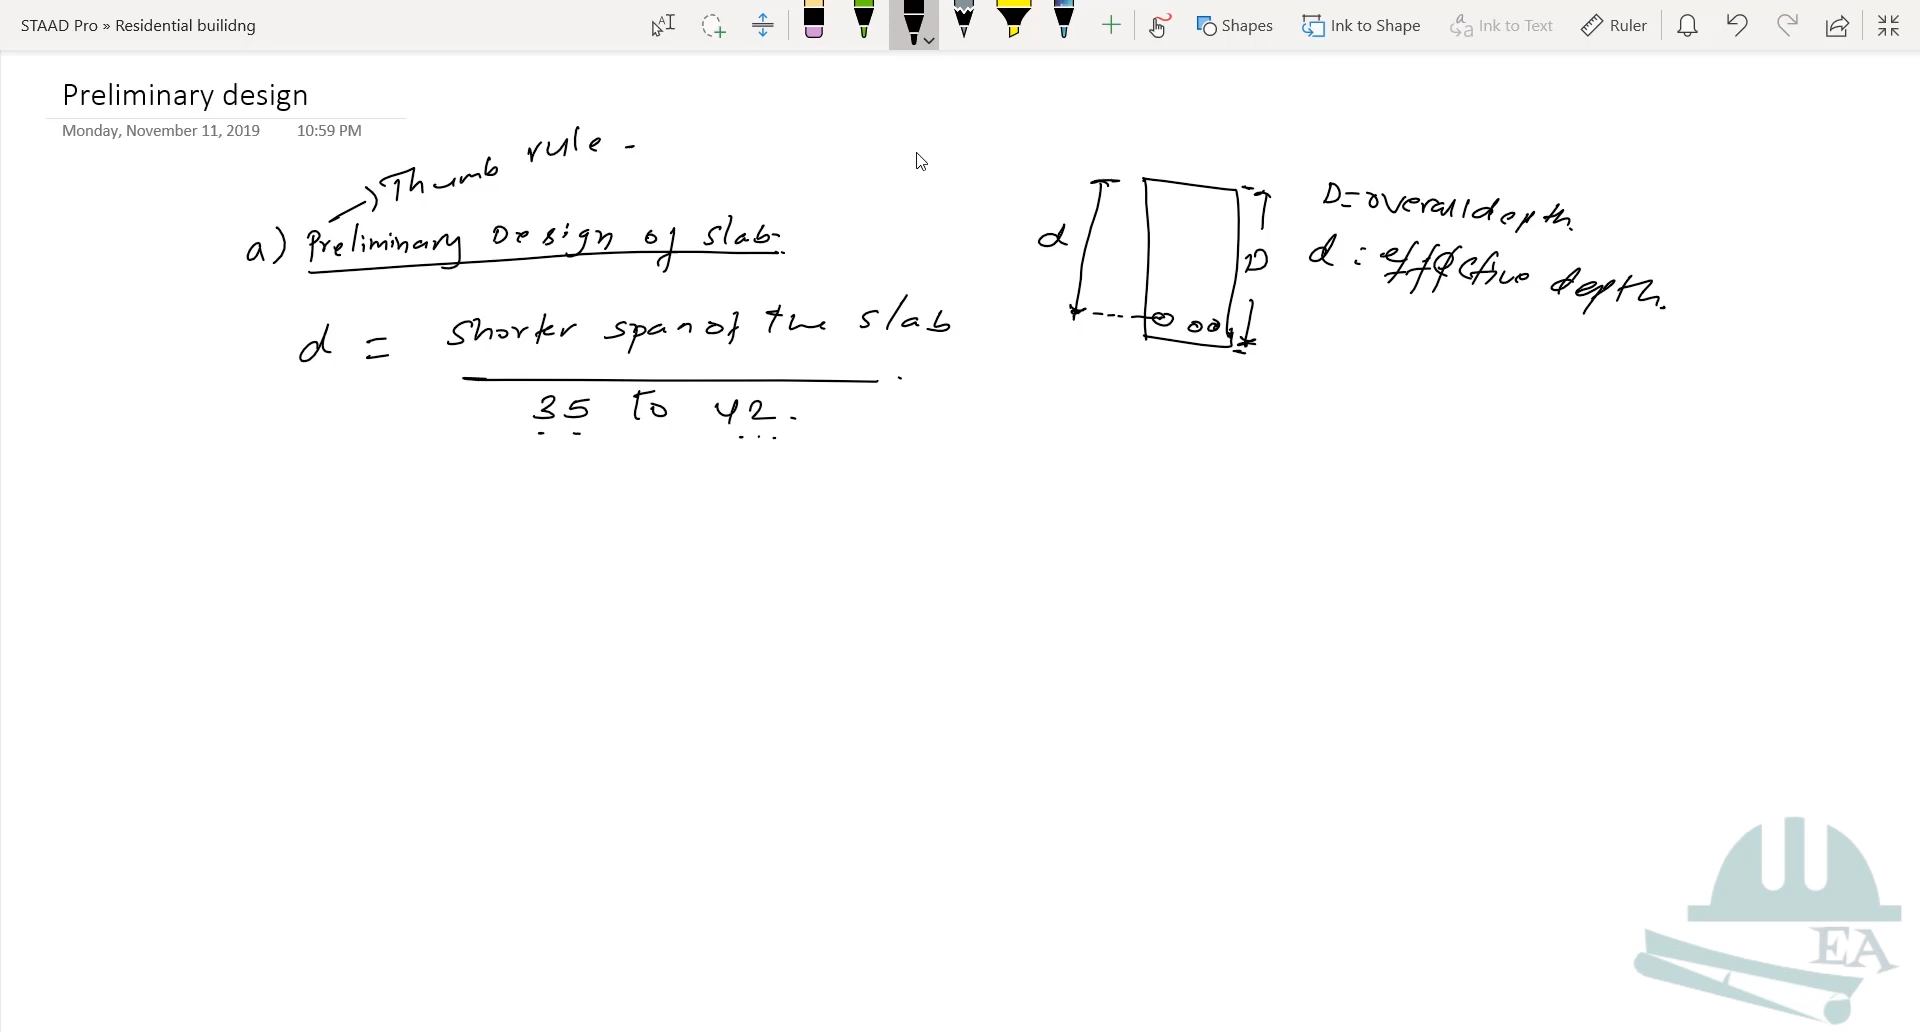 STAAD Pro » Residential builidng
Shapes
Ink to Shape
Ink to Text
Ruler
Preliminary design
Monday, November 11, 2019 10:59 PM
Thumb rule -
a) Preliminary Design of slab-
d = Shorter span of the slab
35 to 42.
d
D
D = overall depth.
d : effective depth.
EA